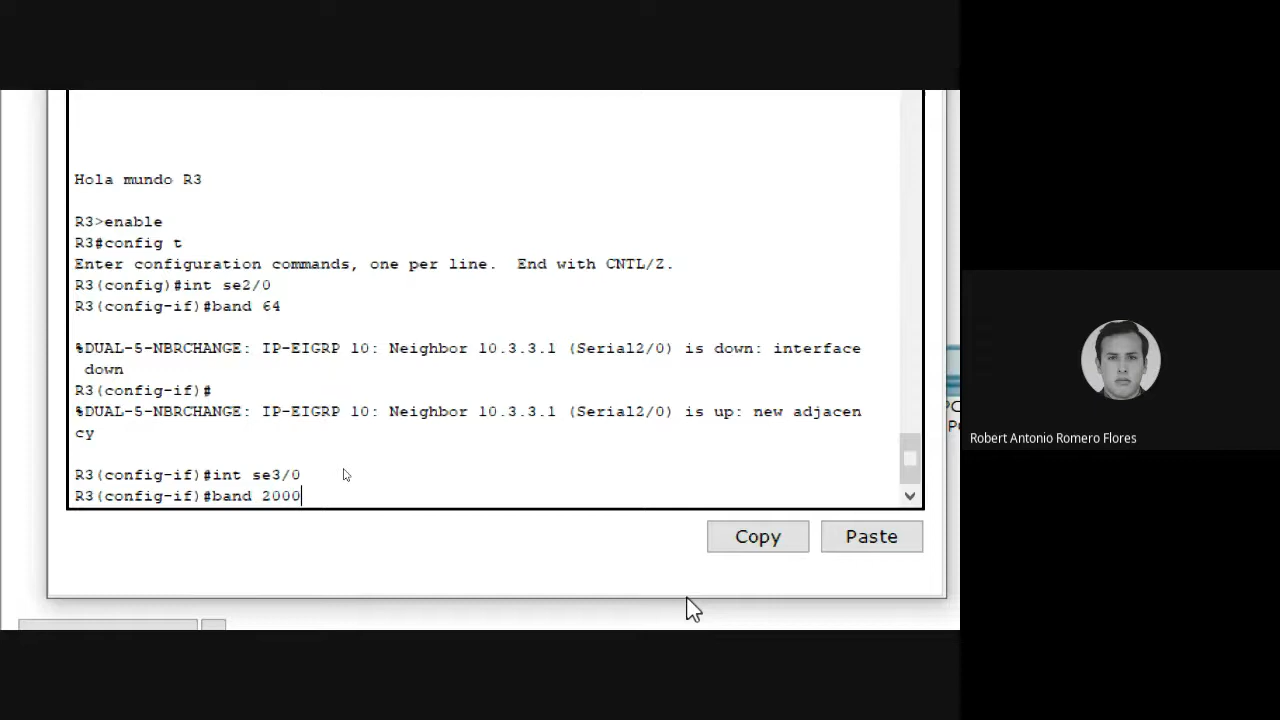 Hola mundo R3
R3>enable
R3#config t
Enter configuration commands, one per line.  End with CNTL/Z.
R3(config)#int se2/0
R3(config-if)#band 64
%DUAL-5-NBRCHANGE: IP-EIGRP 10: Neighbor 10.3.3.1 (Serial2/0) is down: interface
down
R3(config-if)#
%DUAL-5-NBRCHANGE: IP-EIGRP 10: Neighbor 10.3.3.1 (Serial2/0) is up: new adjacen
cy
R3(config-if)#int se3/0
R3(config-if)#band 2000
Copy
Paste
Robert Antonio Romero Flores